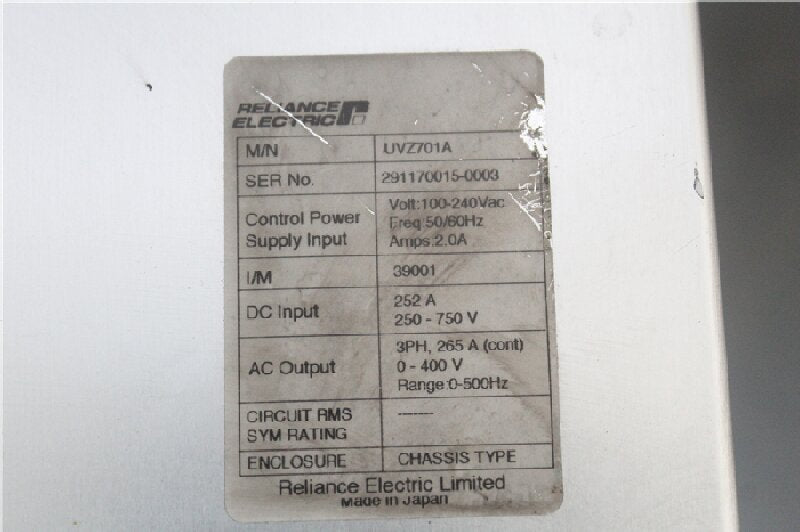 RELIANCE
ELECTRIC
M/N UVZ701A
SER No. 291170015-0003
Control Power Supply Input Volt:100-240Vac
Freq:50/60Hz
Amps:2.0A
I/M 39001
DC Input 252 A
250 - 750 V
AC Output 3PH, 265 A (cont)
0 - 400 V
Range:0-500Hz
CIRCUIT RMS --------
SYM RATING
ENCLOSURE CHASSIS TYPE
Reliance Electric Limited
Made in Japan